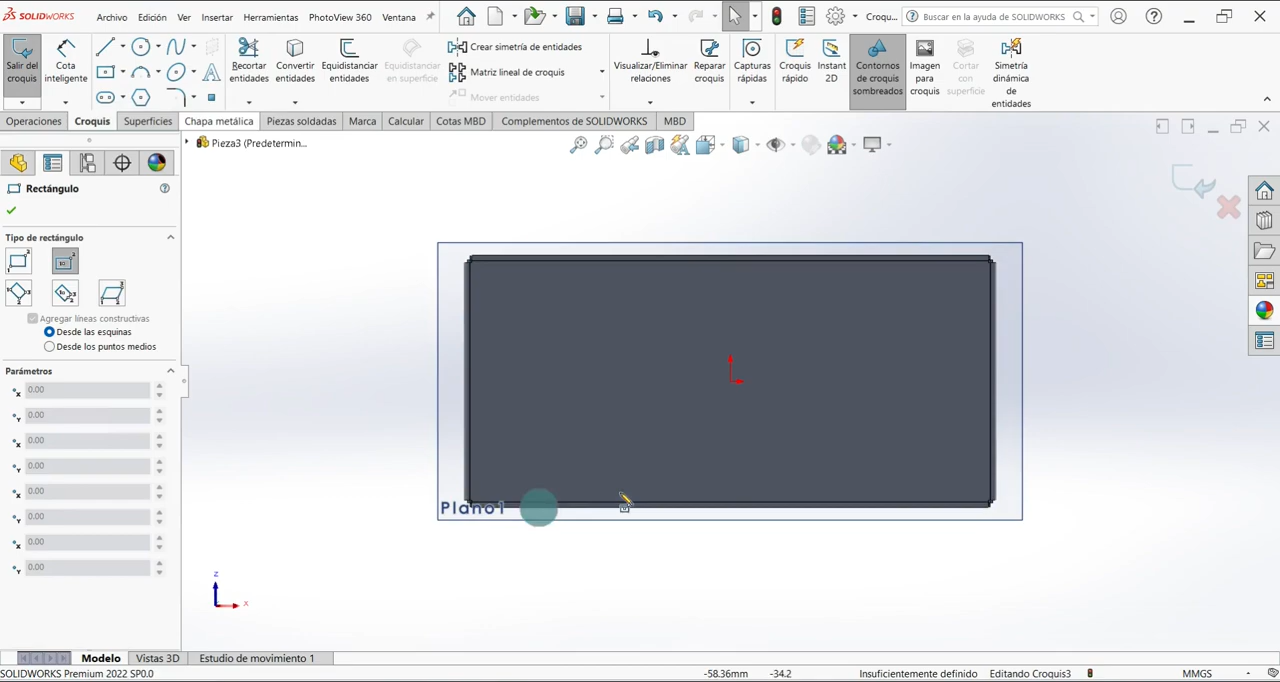 SOLIDWORKS Archivo Edición Ver Insertar Herramientas PhotoView 360 Ventana Croqu... Buscar en la ayuda de SOLIDWORKS
Salir del croquis
Cota inteligente
Recortar entidades
Convertir entidades
Equidistanciar entidades
Equidistanciar en superficie
Crear simetría de entidades
Matriz lineal de croquis
Mover entidades
Visualizar/Eliminar relaciones
Reparar croquis
Capturas rápidas
Croquis rápido
Instant 2D
Contornos de croquis sombreados
Imagen para croquis
Cortar con superficie
Simetría dinámica de entidades
Operaciones Croquis Superficies Chapa metálica Piezas soldadas Marca Calcular Cotas MBD Complementos de SOLIDWORKS MBD
Pieza3 (Predetermin...
Rectángulo
Tipo de rectángulo
Agregar líneas constructivas
Desde las esquinas
Desde los puntos medios
Parámetros
x 0.00
Y 0.00
x 0.00
Y 0.00
x 0.00
Y 0.00
x 0.00
Y 0.00
Plano1
z
x
Modelo Vistas 3D Estudio de movimiento 1
SOLIDWORKS Premium 2022 SP0.0 -58.36mm -34.2 Insuficientemente definido Editando Croquis3 MMGS